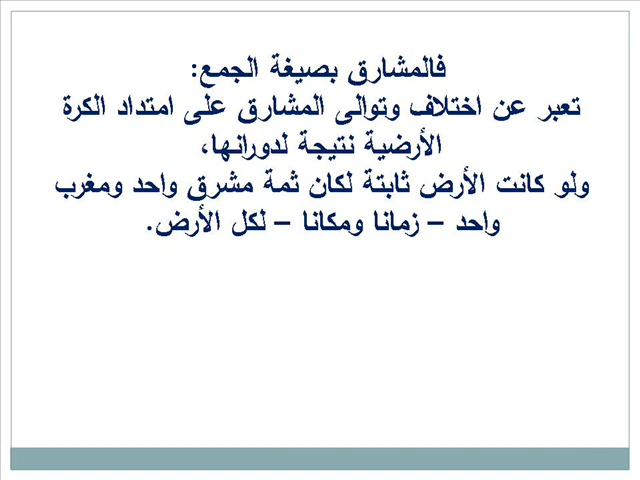 فالمشارق بصيغة الجمع:
تعبر عن اختلاف وتوالى المشارق على امتداد الكرة
الأرضية نتيجة لدورانها،
ولو كانت الأرض ثابتة لكان ثمة مشرق واحد ومغرب
واحد – زمانا ومكانا – لكل الأرض.